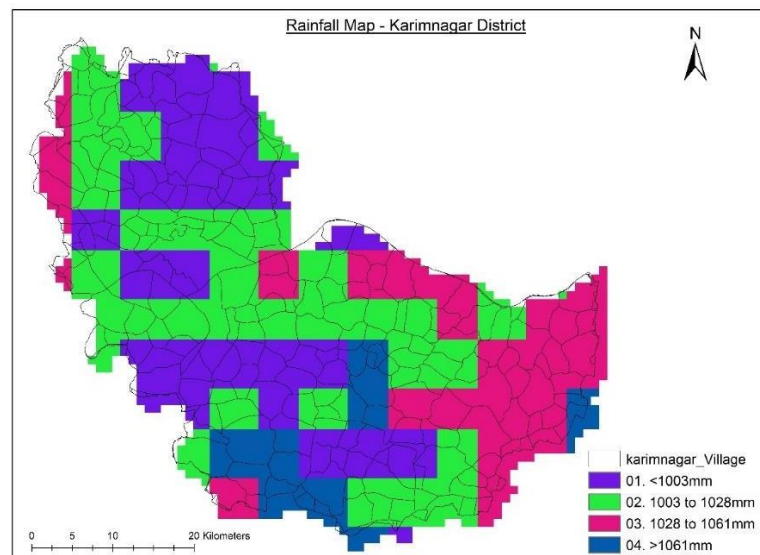 Rainfall Map - Karimnagar District
N
karimnagar_Village
01. <1003mm
02. 1003 to 1028mm
03. 1028 to 1061mm
04. >1061mm
0 5 10 20 Kilometers